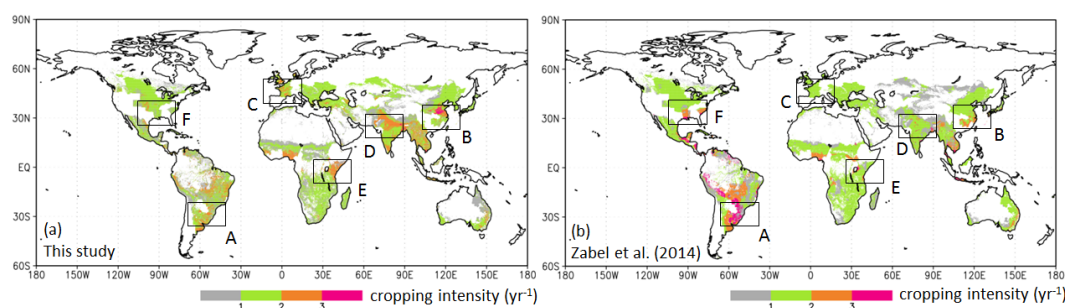 90N
60N
30N
EQ
30S
60S
180 150W 120W 90W 60W 30W 0 30E 60E 90E 120E 150E 180
A
B
C
D
E
F
(a)
This study
1 2 3
cropping intensity (yr-1)
90N
60N
30N
EQ
30S
60S
180 150W 120W 90W 60W 30W 0 30E 60E 90E 120E 150E 180
A
B
C
D
E
F
(b)
Zabel et al. (2014)
1 2 3
cropping intensity (yr-1)